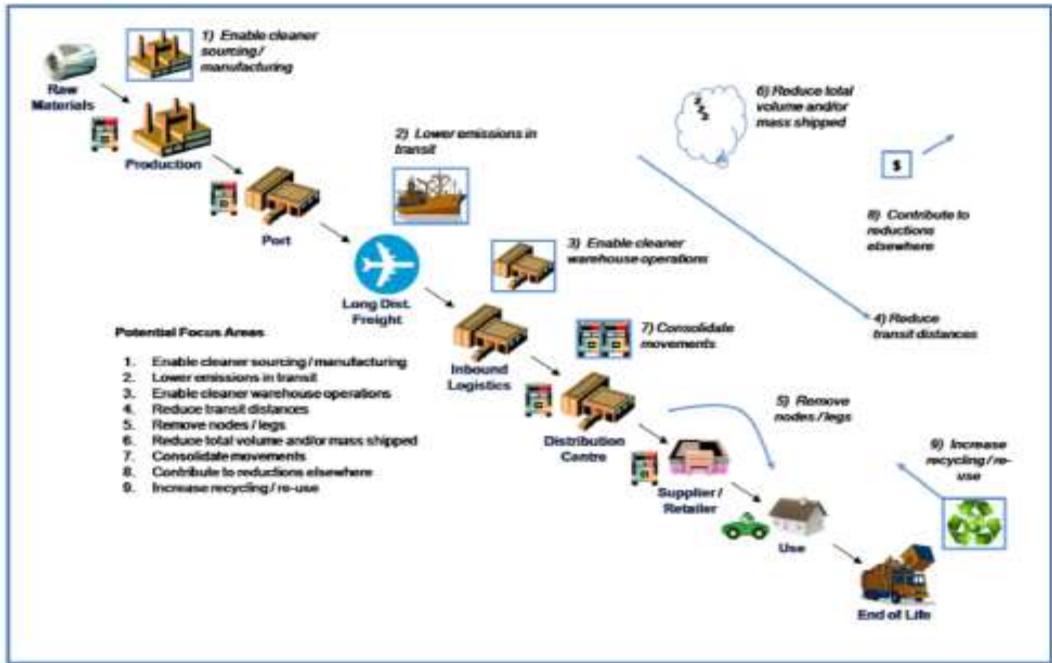 1) Enable cleaner
sourcing /
manufacturing
Raw
Materials
Production
2) Lower emissions in
transit
6) Reduce total
volume and/or
mass shipped
z z z
$
Port
8) Contribute to
reductions
elsewhere
3) Enable cleaner
warehouse operations
Long Dist.
Freight
4) Reduce
transit distances
7) Consolidate
movements
Inbound
Logistics
5) Remove
nodes / legs
Distribution
Centre
9) Increase
recycling / re-
use
Supplier /
Retailer
Use
End of Life
Potential Focus Areas
1. Enable cleaner sourcing / manufacturing
2. Lower emissions in transit
3. Enable cleaner warehouse operations
4. Reduce transit distances
5. Remove nodes / legs
6. Reduce total volume and/or mass shipped
7. Consolidate movements
8. Contribute to reductions elsewhere
9. Increase recycling / re-use